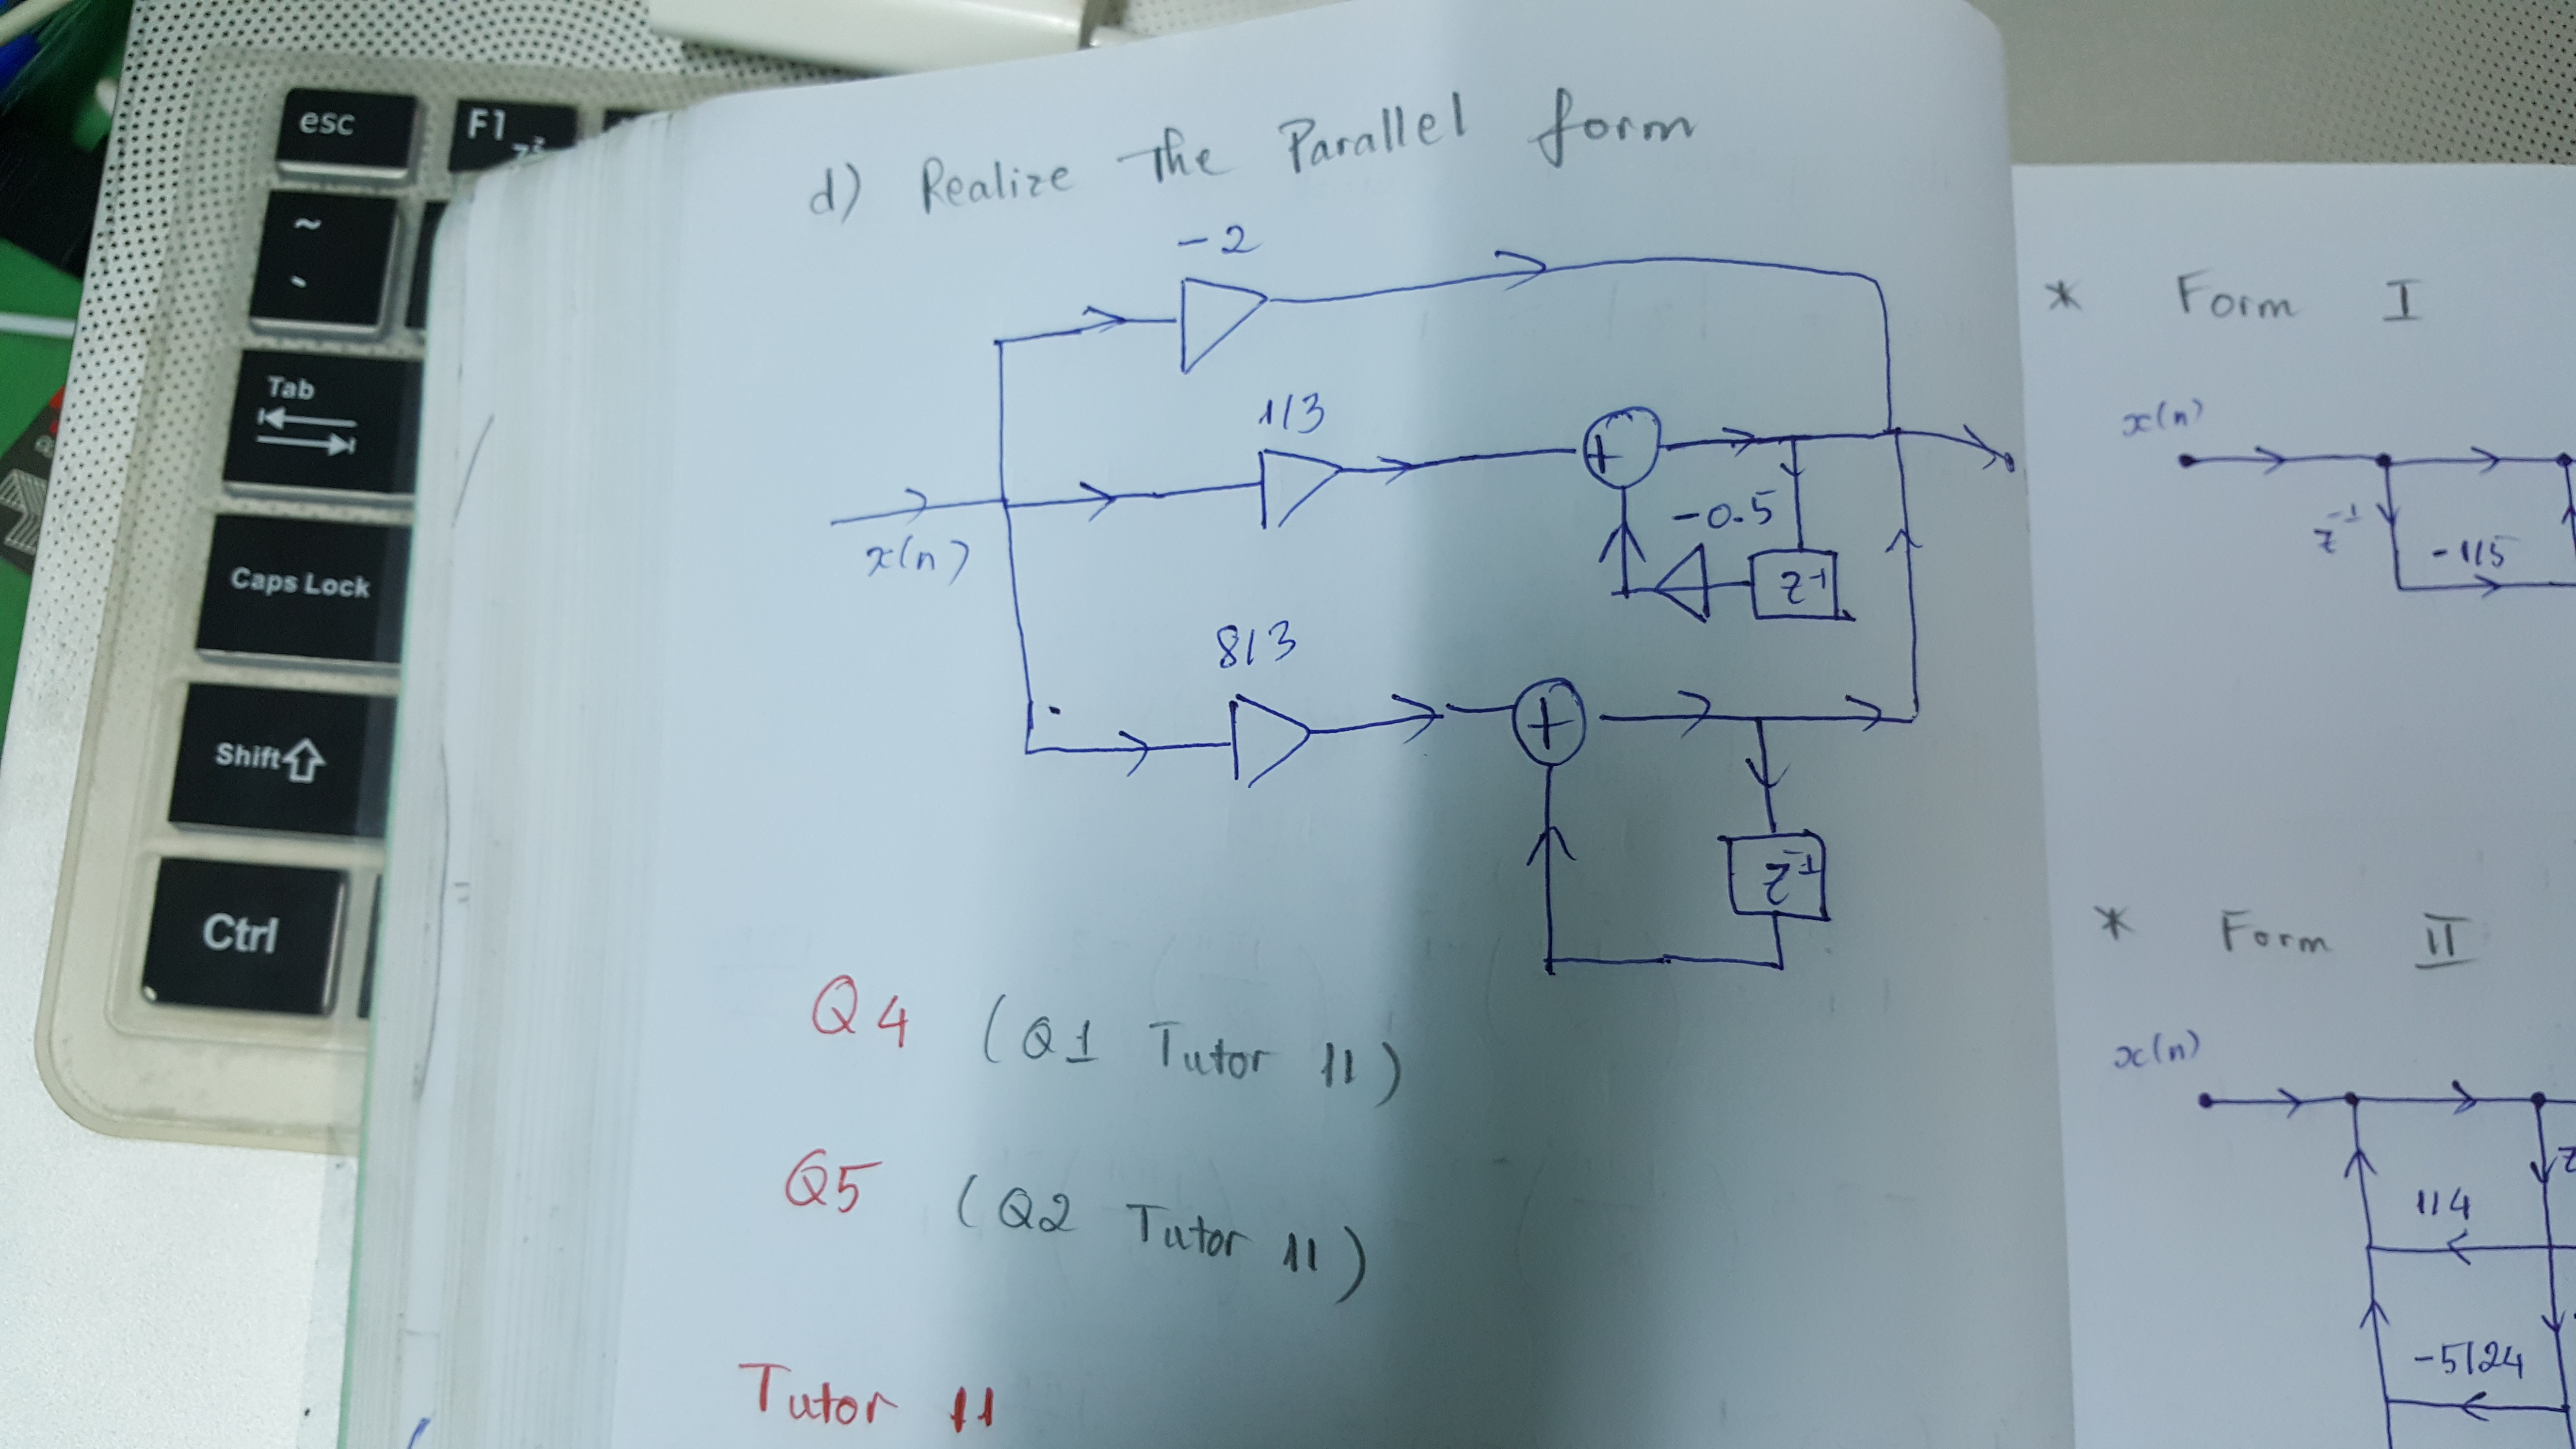 esc
F1
z
~
`
Tab
Caps Lock
Shift
Ctrl
d) Realize the Parallel form
-2
1/3
-0.5
x(n)
z-1
8/3
z-1
Q4 (Q1 Tutor 11)
Q5 (Q2 Tutor 11)
Tutor 11
* Form I
x(n)
z-1
-1/5
* Form II
x(n)
z
1/4
-5/24